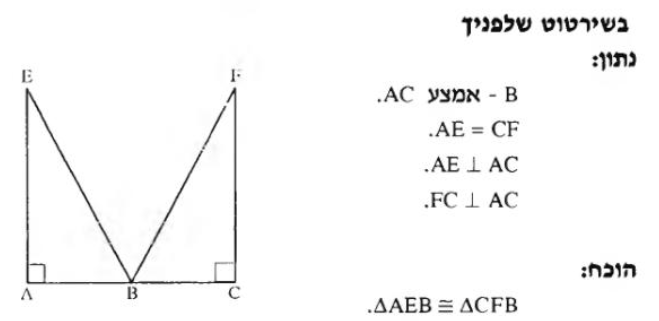 בשירטוט שלפניך
נתון:
B - אמצע AC.
AE = CF.
AE ⊥ AC.
FC ⊥ AC.
הוכח:
ΔAEB ≅ ΔCFB.
E F
A B C